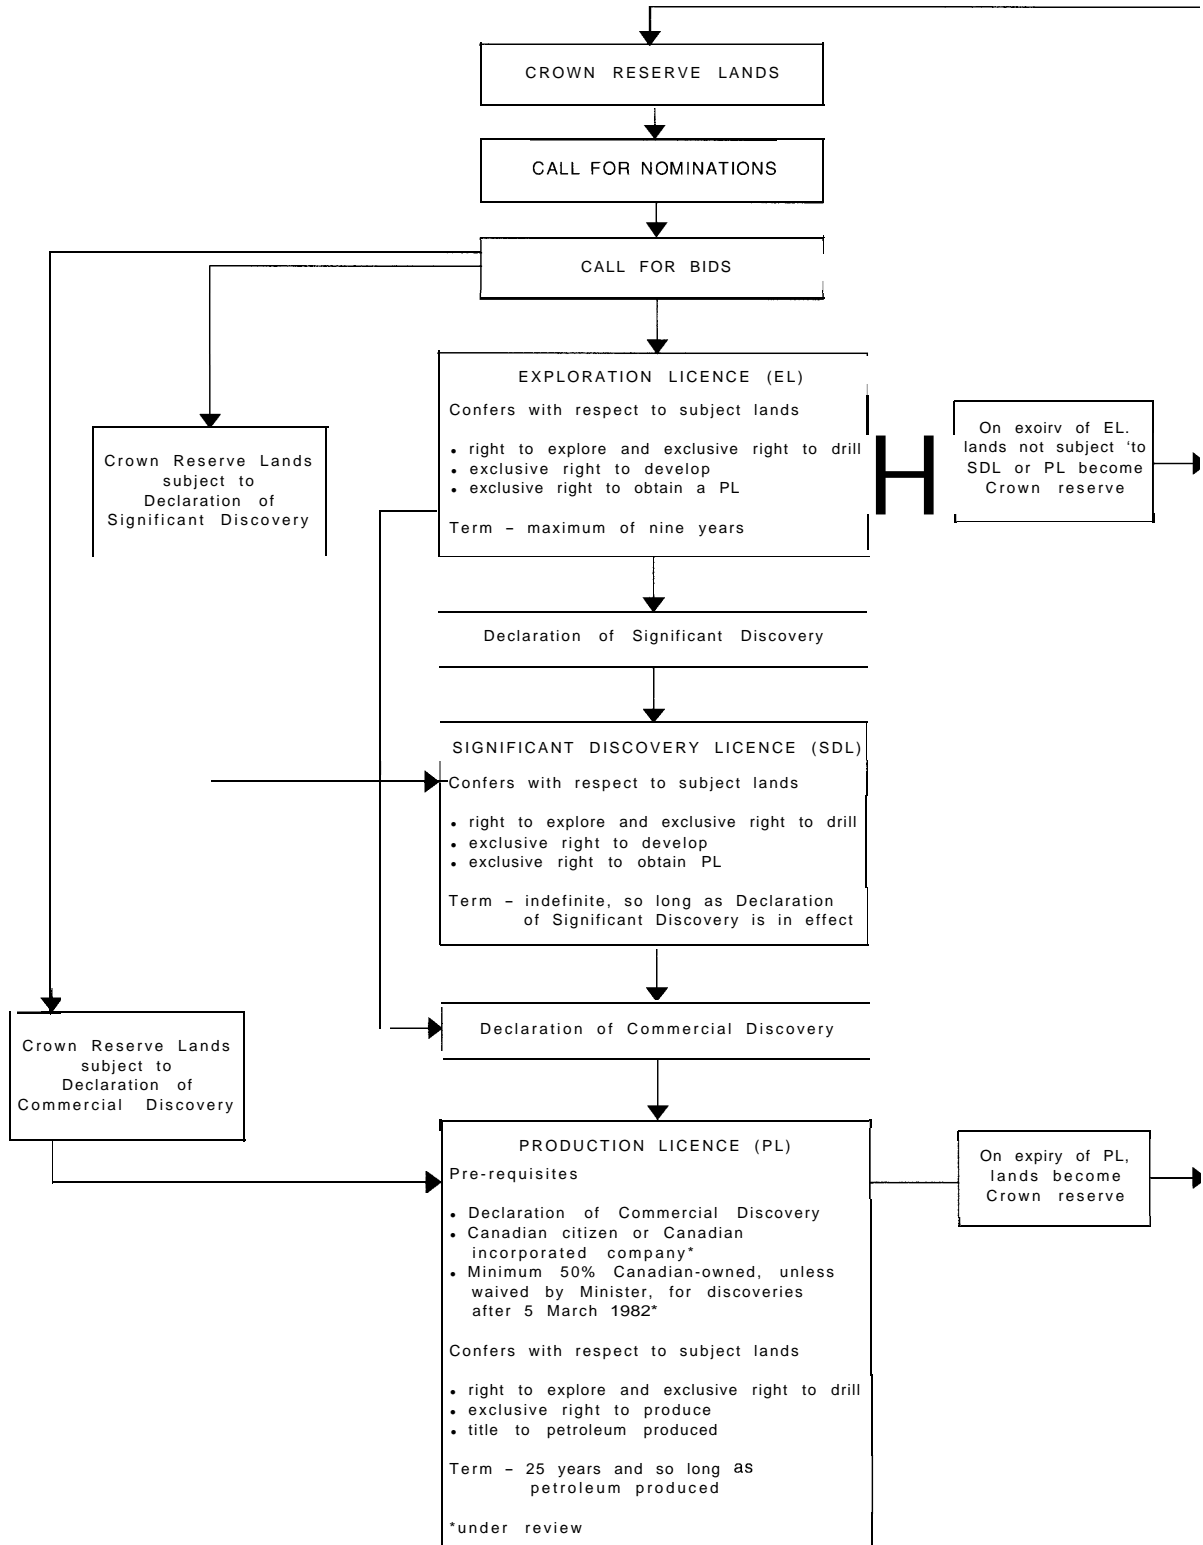 CROWN RESERVE LANDS
CALL FOR NOMINATIONS
CALL FOR BIDS
EXPLORATION LICENCE (EL)
Confers with respect to subject lands
• right to explore and exclusive right to drill
• exclusive right to develop
• exclusive right to obtain a PL
Term – maximum of nine years
On exoirv of EL.
lands not subject ‘to
SDL or PL become
Crown reserve
Crown Reserve Lands
subject to
Declaration of
Significant Discovery
Declaration of Significant Discovery
SIGNIFICANT DISCOVERY LICENCE (SDL)
Confers with respect to subject lands
• right to explore and exclusive right to drill
• exclusive right to develop
• exclusive right to obtain PL
Term – indefinite, so long as Declaration
of Significant Discovery is in effect
Declaration of Commercial Discovery
Crown Reserve Lands
subject to
Declaration of
Commercial Discovery
PRODUCTION LICENCE (PL)
Pre-requisites
• Declaration of Commercial Discovery
• Canadian citizen or Canadian
incorporated company*
• Minimum 50% Canadian-owned, unless
waived by Minister, for discoveries
after 5 March 1982*
Confers with respect to subject lands
• right to explore and exclusive right to drill
• exclusive right to produce
• title to petroleum produced
Term – 25 years and so long as
petroleum produced
*under review
On expiry of PL,
lands become
Crown reserve